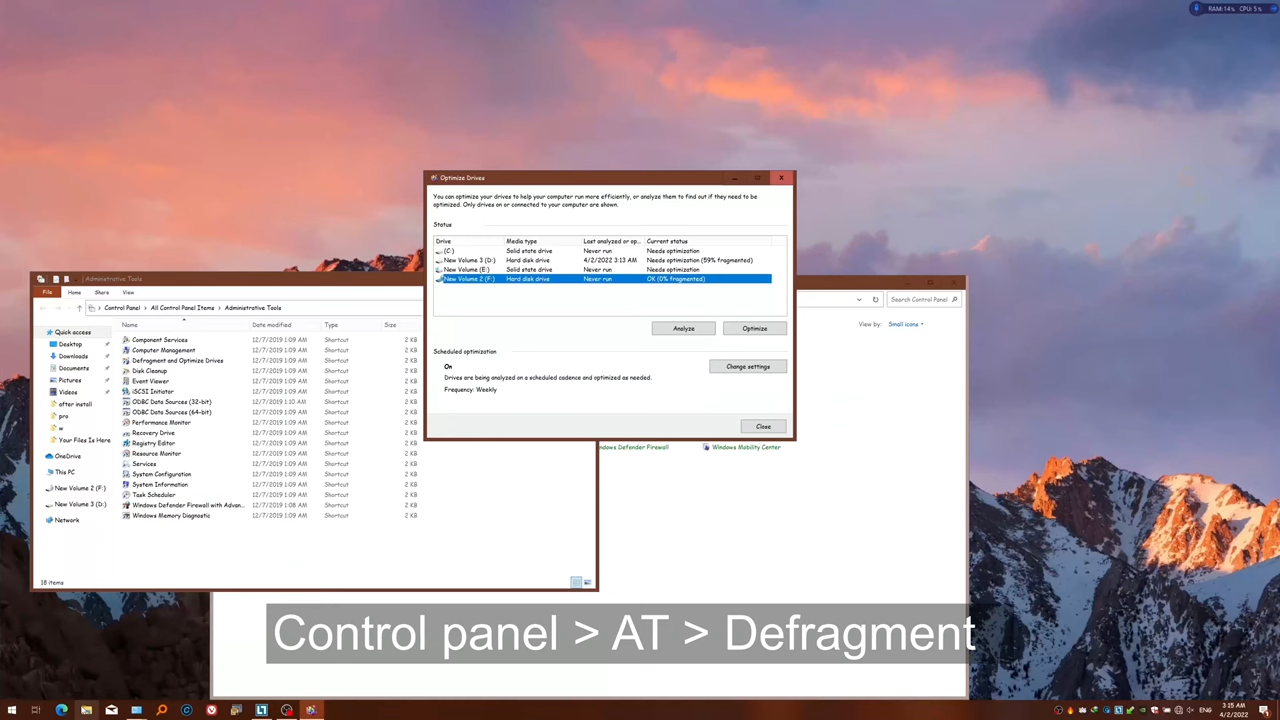 RAM: 14% CPU: 5%
Optimize Drives
You can optimize your drives to help your computer run more efficiently, or analyze them to find out if they need to be
optimized. Only drives on or connected to your computer are shown.
Status
Drive Media type Last analyzed or op... Current status
(C:) Solid state drive Never run Needs optimization
New Volume 3 (D:) Hard disk drive 4/2/2022 3:13 AM Needs optimization (59% fragmented)
New Volume (E:) Solid state drive Never run Needs optimization
New Volume 2 (F:) Hard disk drive Never run OK (0% fragmented)
Analyze Optimize
Scheduled optimization
On
Change settings
Drives are being analyzed on a scheduled cadence and optimized as needed.
Frequency: Weekly
Close
Administrative Tools
File Home Share View
Control Panel > All Control Panel Items > Administrative Tools
Search Control Panel
View by: Small icons
Name Date modified Type Size
Quick access
Desktop
Downloads
Documents
Pictures
Videos
after install
pro
w
Your Files Is Here
OneDrive
This PC
New Volume 2 (F:)
New Volume 3 (D:)
Network
Component Services 12/7/2019 1:09 AM Shortcut 2 KB
Computer Management 12/7/2019 1:09 AM Shortcut 2 KB
Defragment and Optimize Drives 12/7/2019 1:09 AM Shortcut 2 KB
Disk Cleanup 12/7/2019 1:09 AM Shortcut 2 KB
Event Viewer 12/7/2019 1:09 AM Shortcut 2 KB
iSCSI Initiator 12/7/2019 1:09 AM Shortcut 2 KB
ODBC Data Sources (32-bit) 12/7/2019 1:10 AM Shortcut 2 KB
ODBC Data Sources (64-bit) 12/7/2019 1:09 AM Shortcut 2 KB
Performance Monitor 12/7/2019 1:09 AM Shortcut 2 KB
Recovery Drive 12/7/2019 1:09 AM Shortcut 2 KB
Registry Editor 12/7/2019 1:09 AM Shortcut 2 KB
Resource Monitor 12/7/2019 1:09 AM Shortcut 2 KB
Services 12/7/2019 1:09 AM Shortcut 2 KB
System Configuration 12/7/2019 1:09 AM Shortcut 2 KB
System Information 12/7/2019 1:09 AM Shortcut 2 KB
Task Scheduler 12/7/2019 1:09 AM Shortcut 2 KB
Windows Defender Firewall with Advan... 12/7/2019 1:08 AM Shortcut 2 KB
Windows Memory Diagnostic 12/7/2019 1:09 AM Shortcut 2 KB
18 items
ndows Defender Firewall Windows Mobility Center
Control panel > AT > Defragment
ENG
3:15 AM
4/2/2022